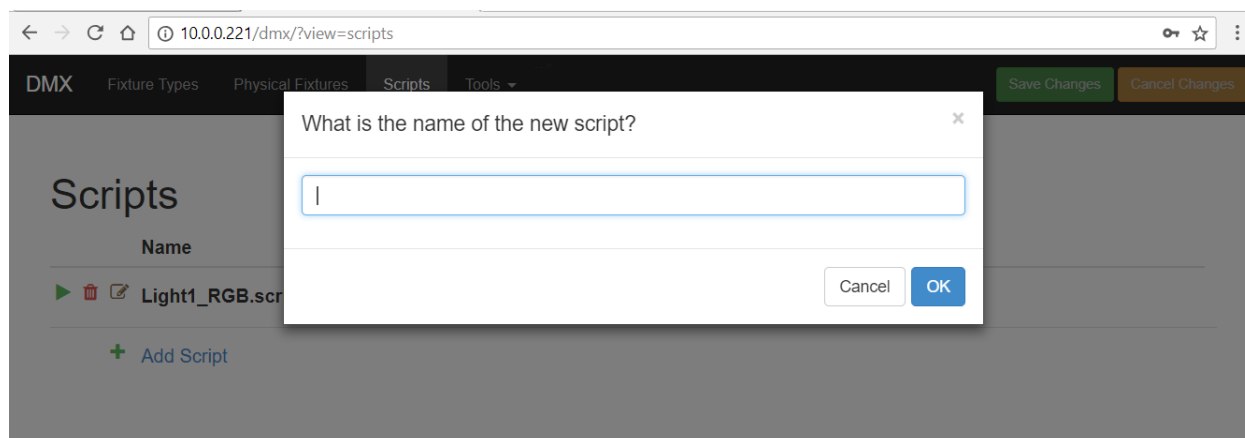 10.0.0.221/dmx/?view=scripts
DMX Fixture Types Physical Fixtures Scripts Tools Save Changes Cancel Changes
What is the name of the new script? ×
Scripts
Name
Light1_RGB.scr
Cancel OK
Add Script